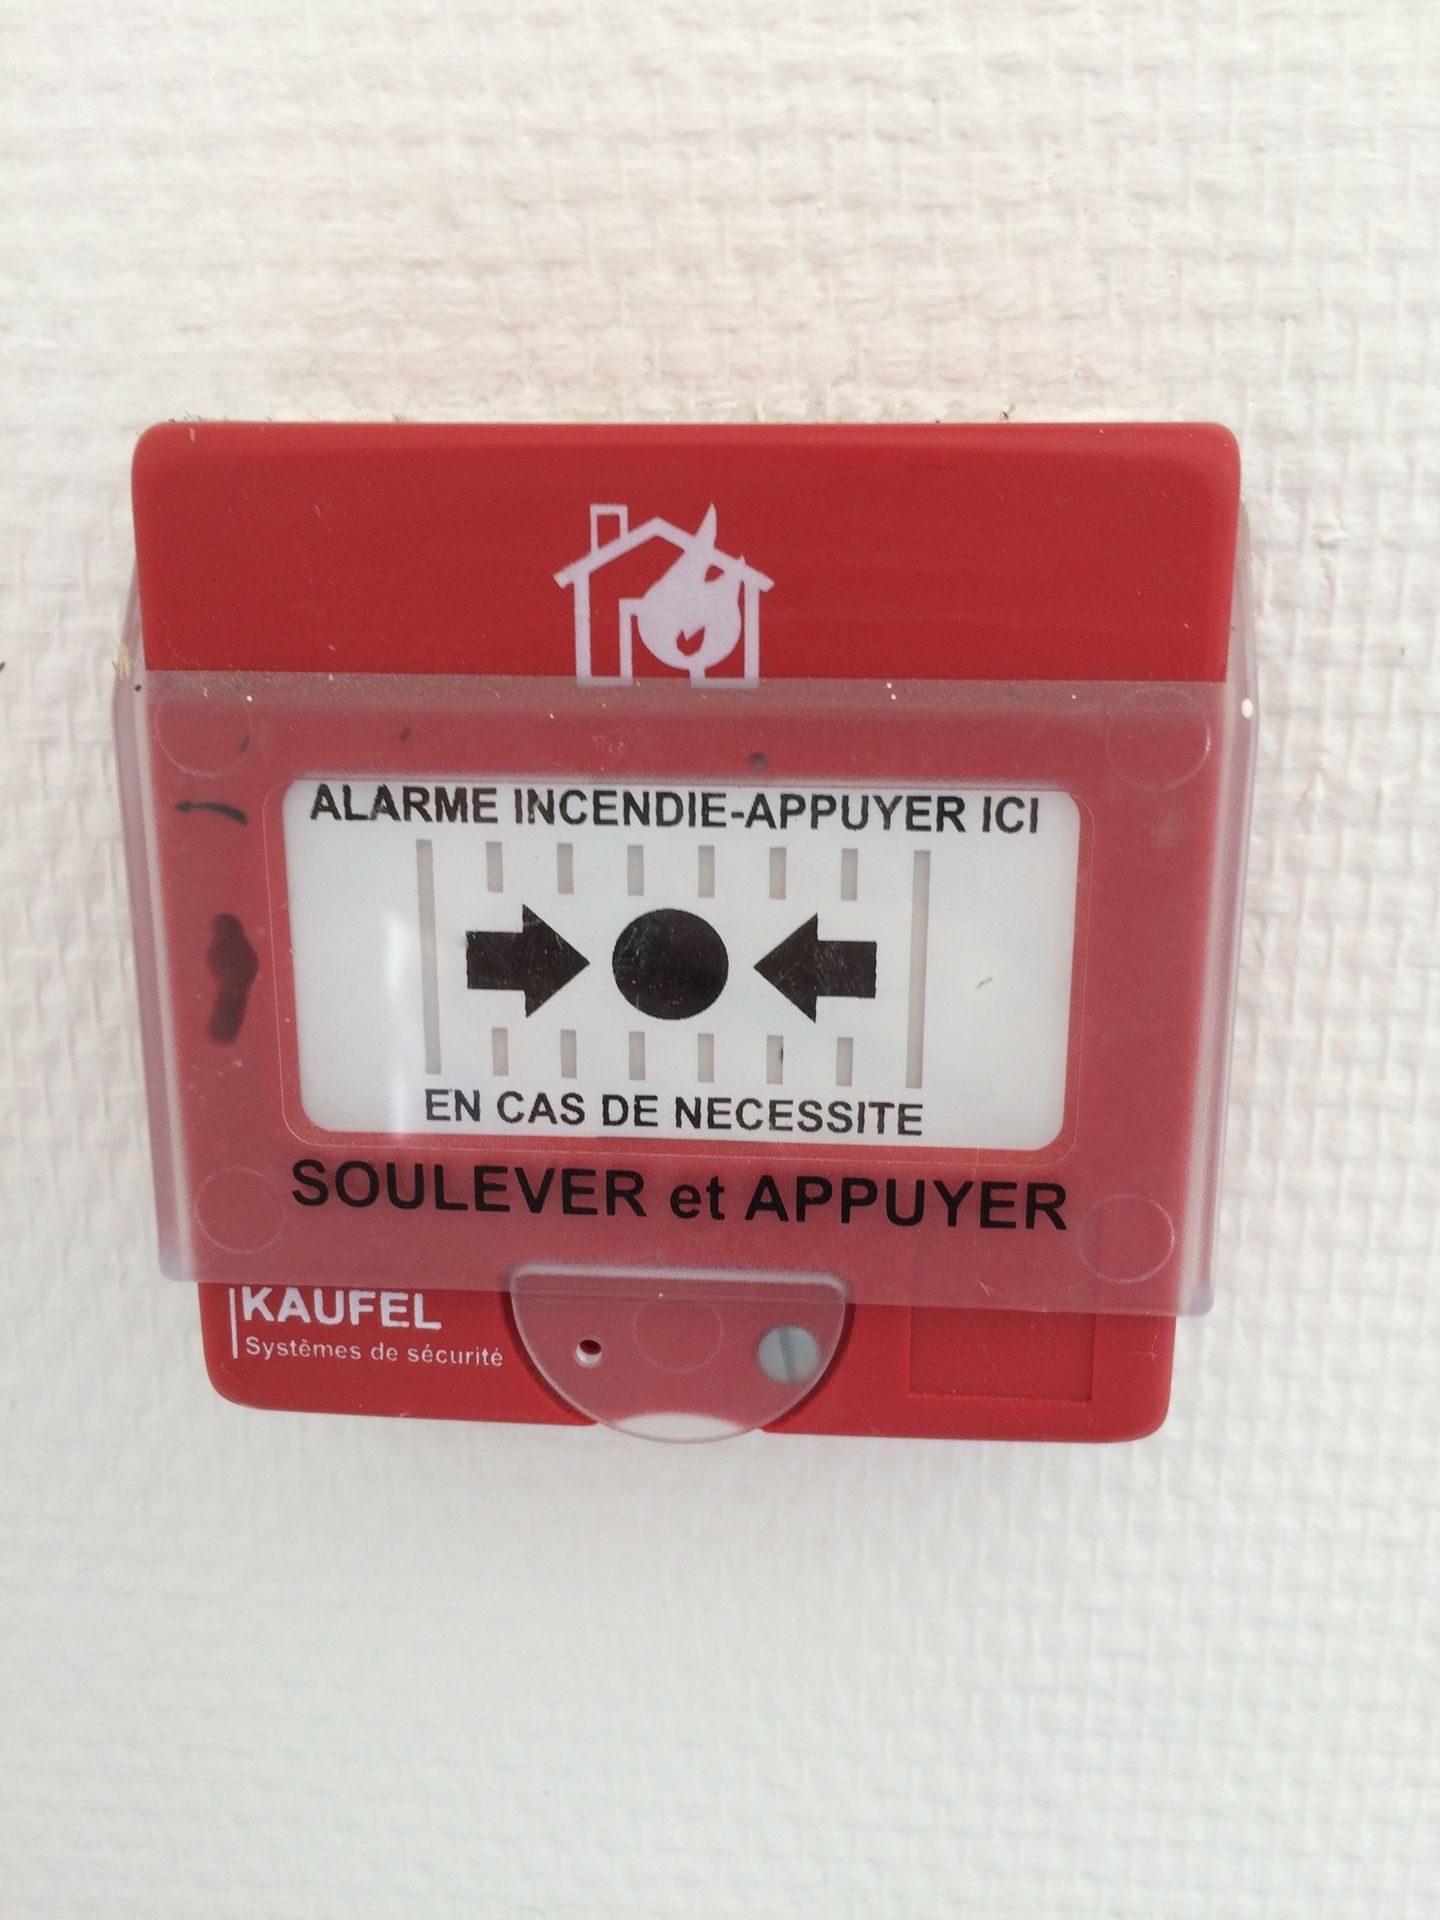 ALARME INCENDIE-APPUYER ICI
EN CAS DE NECESSITE
SOULEVER et APPUYER
KAUFEL
Systèmes de sécurité